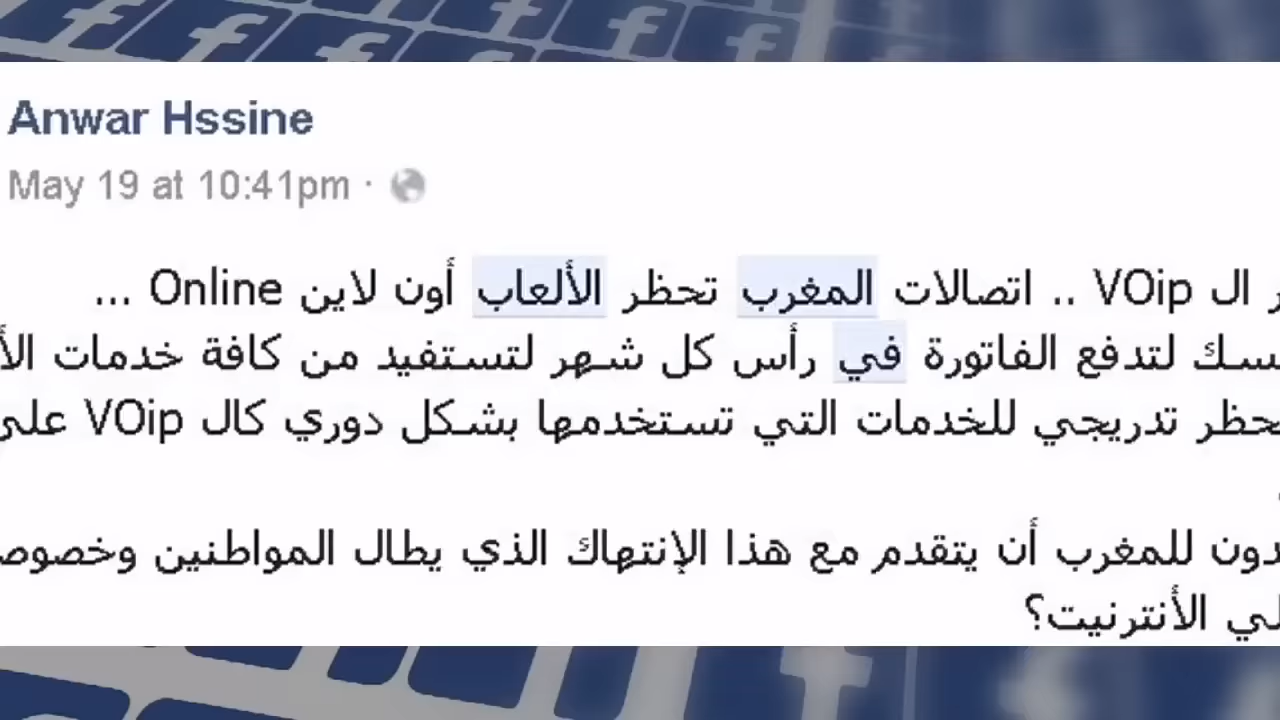 Anwar Hssine
May 19 at 10:41pm ·
ال VOip .. اتصالات المغرب تحظر الألعاب أون لاين Online ...
لتدفع الفاتورة في رأس كل شهر لتستفيد من كافة خدمات
تدريجي للخدمات التي تستخدمها بشكل دوري كال VOip على
للمغرب أن يتقدم مع هذا الإنتهاك الذي يطال المواطنين
الأنترنيت؟